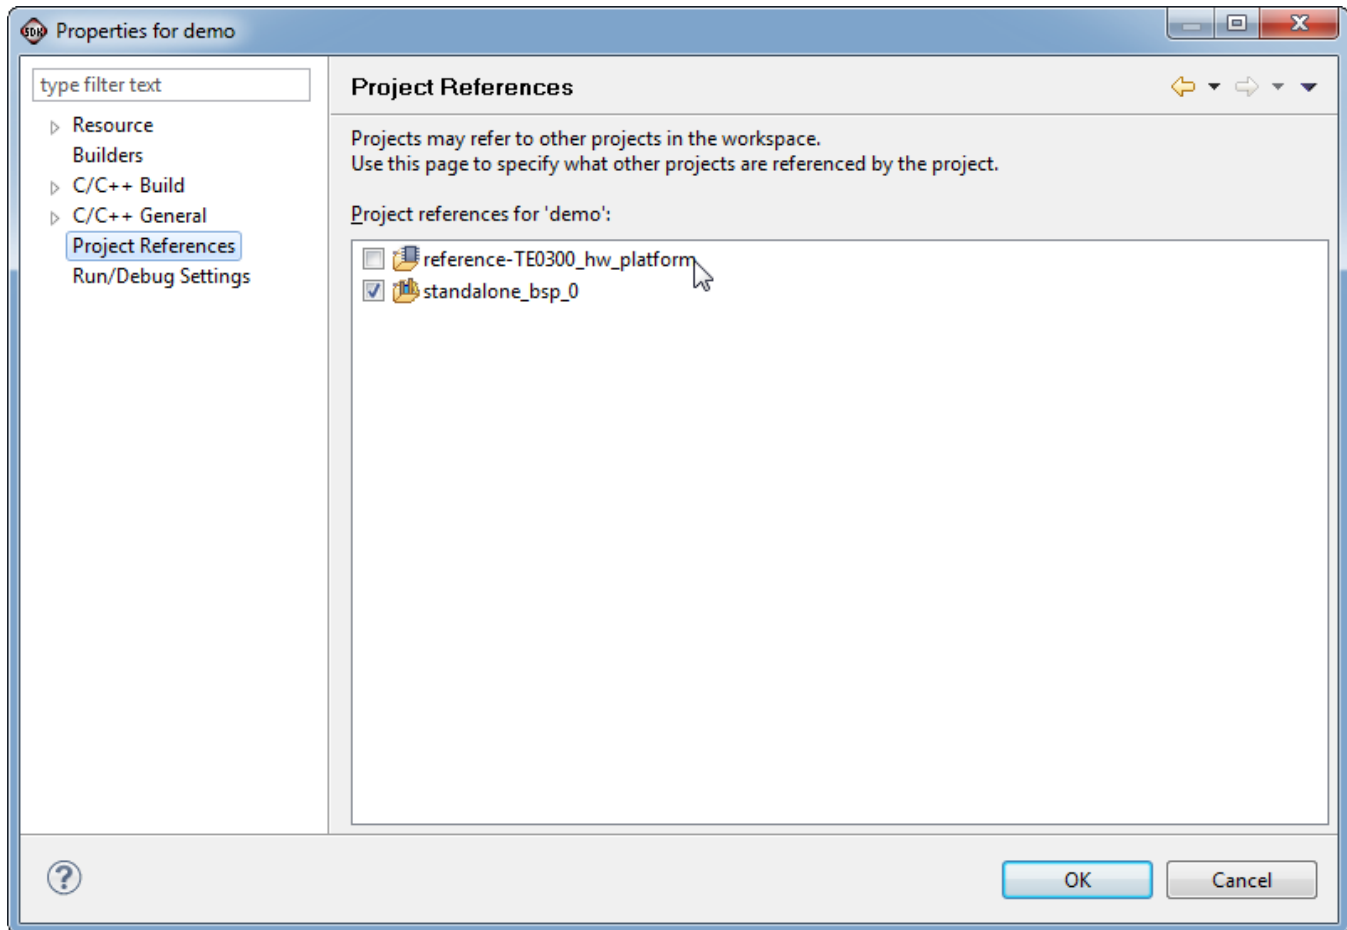 SDK
Properties for demo
type filter text
Resource
Builders
C/C++ Build
C/C++ General
Project References
Run/Debug Settings
Project References
Projects may refer to other projects in the workspace.
Use this page to specify what other projects are referenced by the project.
Project references for 'demo':
reference-TE0300_hw_platform
standalone_bsp_0
?
OK
Cancel